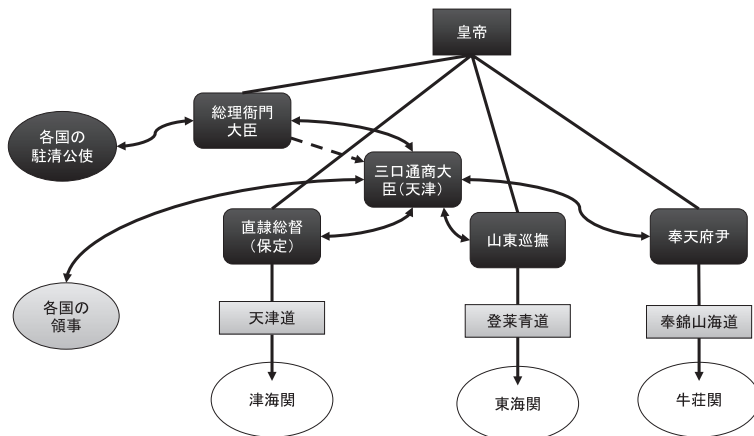 皇帝
総理衙門
大臣
各国の
駐清公使
三口通商大
臣(天津)
直隷総督
(保定)
山東巡撫
奉天府尹
各国の
領事
天津道
登莱青道
奉錦山海道
津海関
東海関
牛荘関